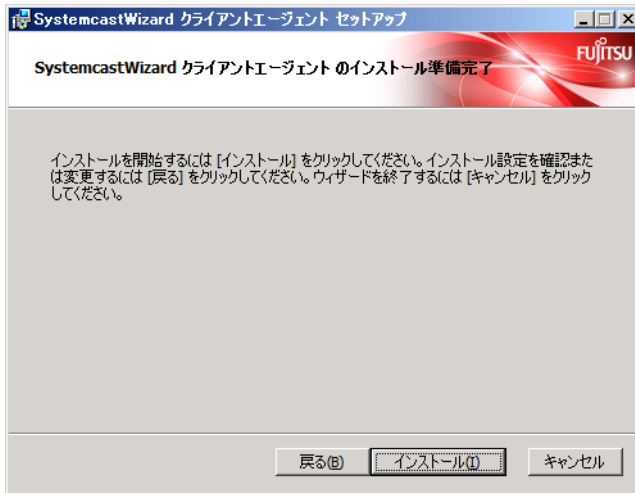 SystemcastWizard クライアントエージェント セットアップ
FUJITSU
SystemcastWizard クライアントエージェント のインストール準備完了
インストールを開始するには [インストール] をクリックしてください。インストール設定を確認また
は変更するには [戻る] をクリックしてください。ウィザードを終了するには [キャンセル] をクリック
してください。
戻る(B)
インストール(I)
キャンセル